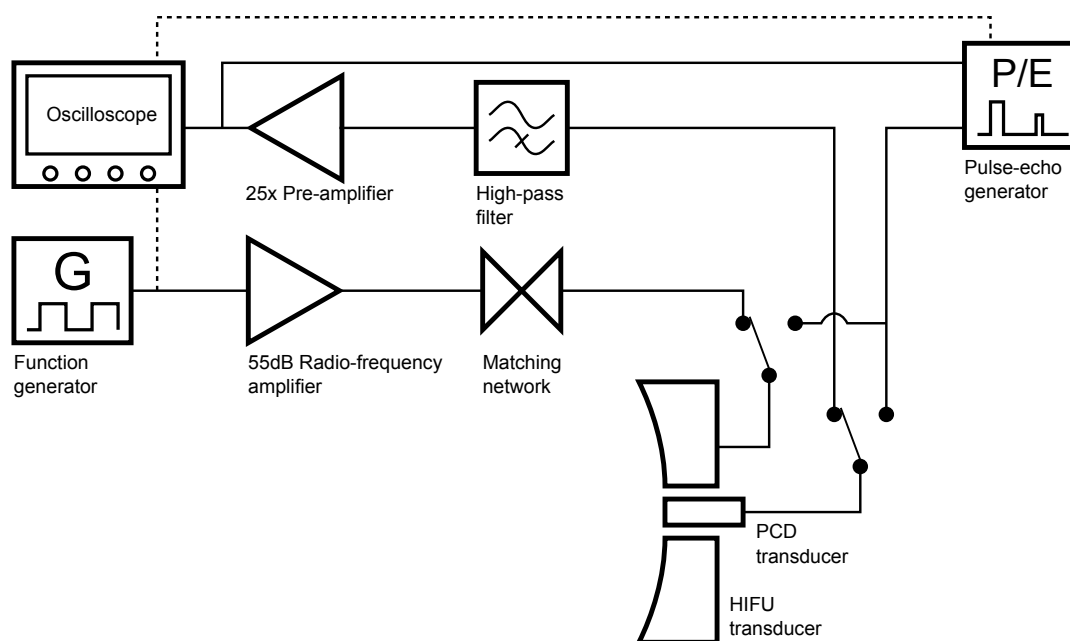 P/E
Oscilloscope
Pulse-echo
generator
25x Pre-amplifier
High-pass
filter
G
Function
generator
55dB Radio-frequency
amplifier
Matching
network
PCD
transducer
HIFU
transducer